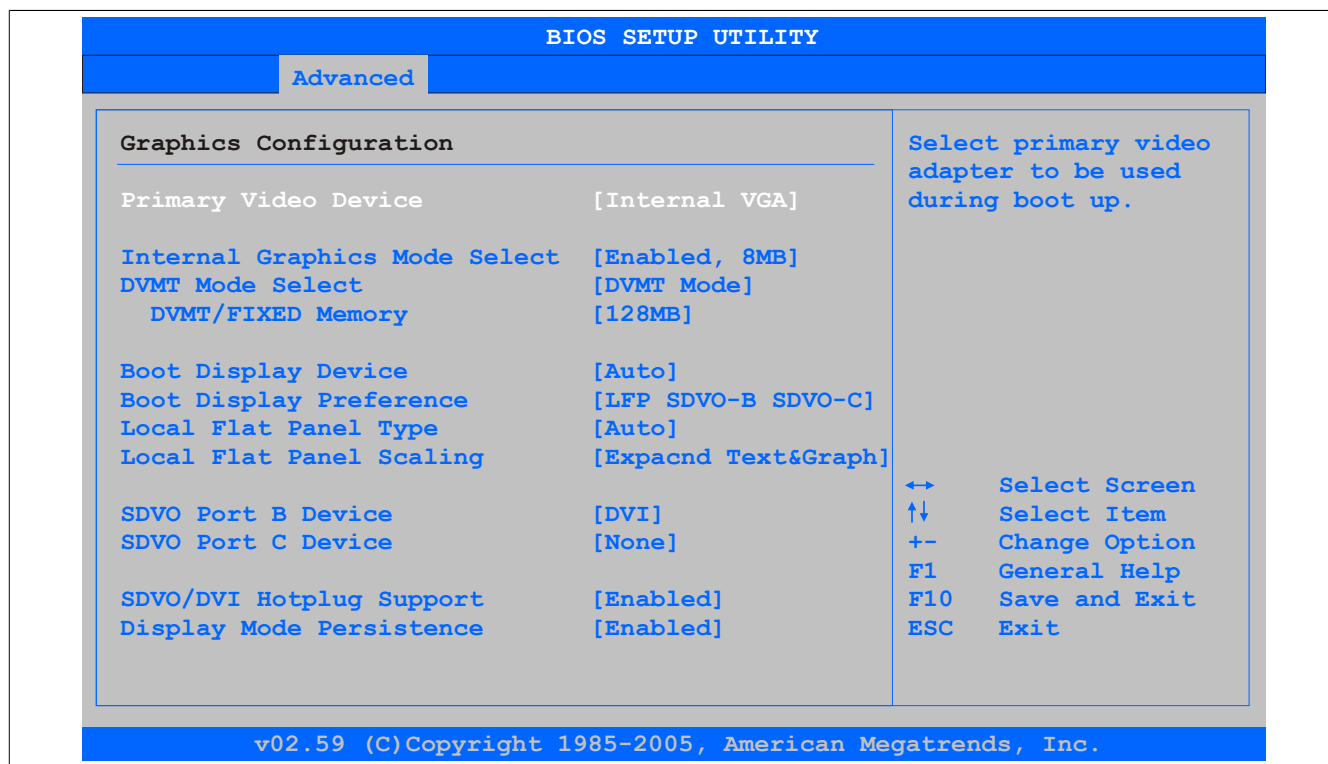 BIOS SETUP UTILITY
Advanced
Graphics Configuration
Primary Video Device [Internal VGA]
Internal Graphics Mode Select [Enabled, 8MB]
DVMT Mode Select [DVMT Mode]
DVMT/FIXED Memory [128MB]
Boot Display Device [Auto]
Boot Display Preference [LFP SDVO-B SDVO-C]
Local Flat Panel Type [Auto]
Local Flat Panel Scaling [Expacnd Text&Graph]
SDVO Port B Device [DVI]
SDVO Port C Device [None]
SDVO/DVI Hotplug Support [Enabled]
Display Mode Persistence [Enabled]
Select primary video
adapter to be used
during boot up.
↔ Select Screen
↑↓ Select Item
+- Change Option
F1 General Help
F10 Save and Exit
ESC Exit
v02.59 (C)Copyright 1985-2005, American Megatrends, Inc.